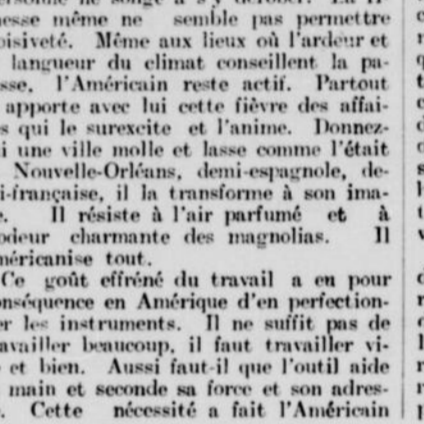 nesse même ne semble pas permettre
oisiveté. Même aux lieux où l'ardeur et
langueur du climat conseillent la pa-
sse, l'Américain reste actif. Partout
apporte avec lui cette fièvre des affai-
s qui le surexcite et l'anime. Donnez-
i une ville molle et lasse comme l'était
Nouvelle-Orléans, demi-espagnole, de-
i-française, il la transforme à son ima-
e. Il résiste à l'air parfumé et à
odeur charmante des magnolias. Il
méricanise tout.
Ce goût effréné du travail a eu pour
onséquence en Amérique d'en perfection-
er les instruments. Il ne suffit pas de
availler beaucoup, il faut travailler vi-
et bien. Aussi faut-il que l'outil aide
main et seconde sa force et son adres-
. Cette nécessité a fait l'Américain